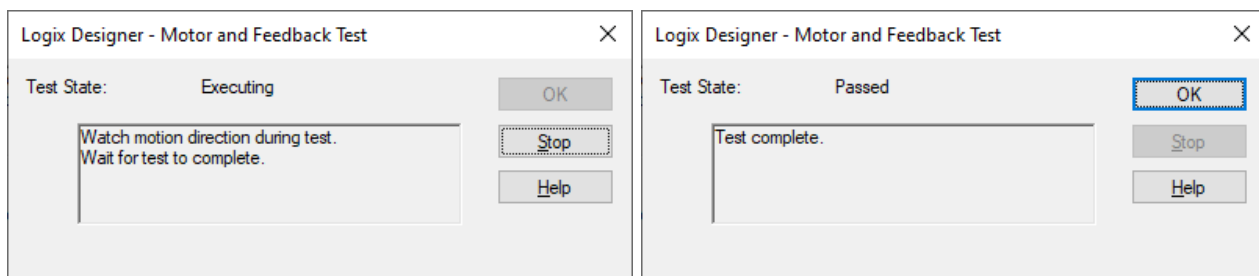 Logix Designer - Motor and Feedback Test
Test State: Executing
OK
Watch motion direction during test.
Wait for test to complete.
Stop
Help
Logix Designer - Motor and Feedback Test
Test State: Passed
OK
Test complete.
Stop
Help